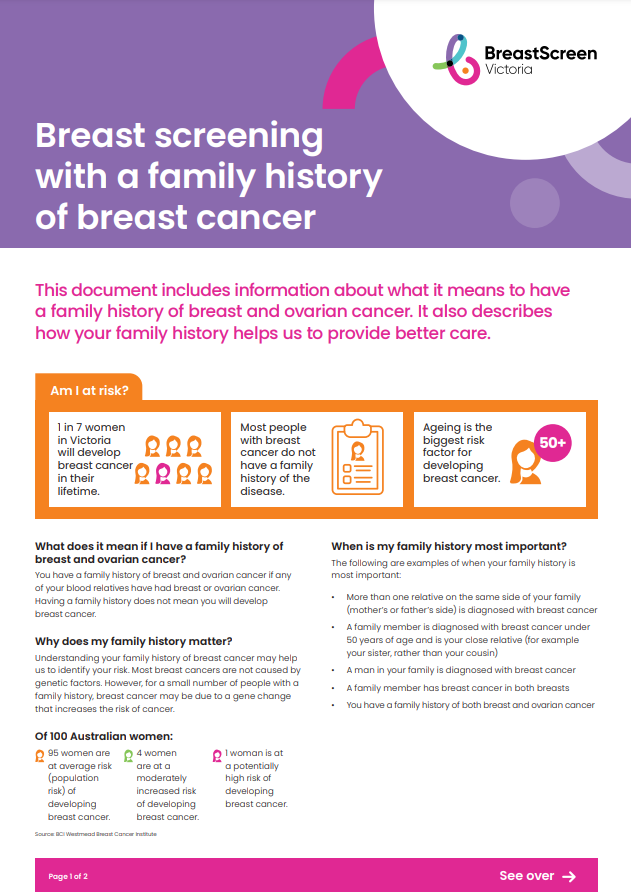 BreastScreen
Victoria
Breast screening
with a family history
of breast cancer
This document includes information about what it means to have
a family history of breast and ovarian cancer. It also describes
how your family history helps us to provide better care.
Am I at risk?
1 in 7 women
in Victoria
will develop
breast cancer
in their
lifetime.
Most people
with breast
cancer do not
have a family
history of the
disease.
Ageing is the
biggest risk
factor for
developing
breast cancer.
50+
What does it mean if I have a family history of
breast and ovarian cancer?
You have a family history of breast and ovarian cancer if any
of your blood relatives have had breast or ovarian cancer.
Having a family history does not mean you will develop
breast cancer.
Why does my family history matter?
Understanding your family history of breast cancer may help
us to identify your risk. Most breast cancers are not caused by
genetic factors. However, for a small number of people with a
family history, breast cancer may be due to a gene change
that increases the risk of cancer.
Of 100 Australian women:
95 women are
at average risk
(population
risk) of
developing
breast cancer.
4 women
are at a
moderately
increased risk
of developing
breast cancer.
1 woman is at
a potentially
high risk of
developing
breast cancer.
Source: BCI Westmead Breast Cancer Institute
When is my family history most important?
The following are examples of when your family history is
most important:
• More than one relative on the same side of your family
(mother's or father's side) is diagnosed with breast cancer
• A family member is diagnosed with breast cancer under
50 years of age and is your close relative (for example
your sister, rather than your cousin)
• A man in your family is diagnosed with breast cancer
• A family member has breast cancer in both breasts
• You have a family history of both breast and ovarian cancer
Page 1 of 2
See over →